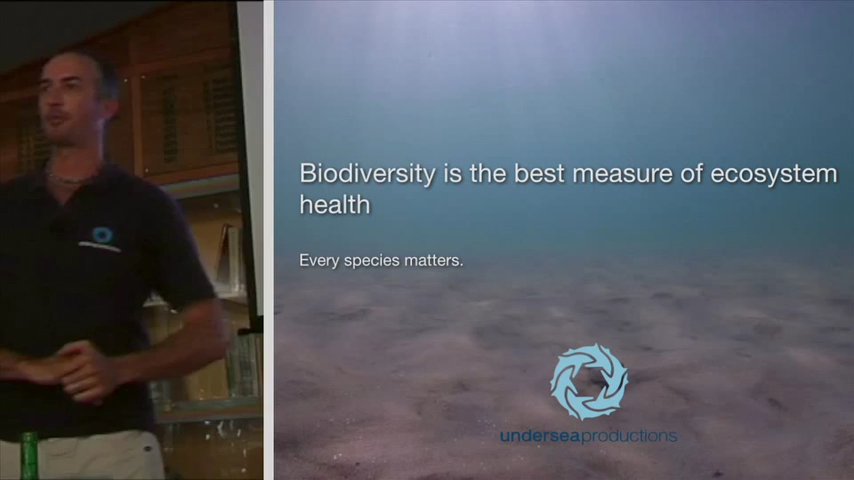 Biodiversity is the best measure of ecosystem
health
Every species matters.
underseaproductions